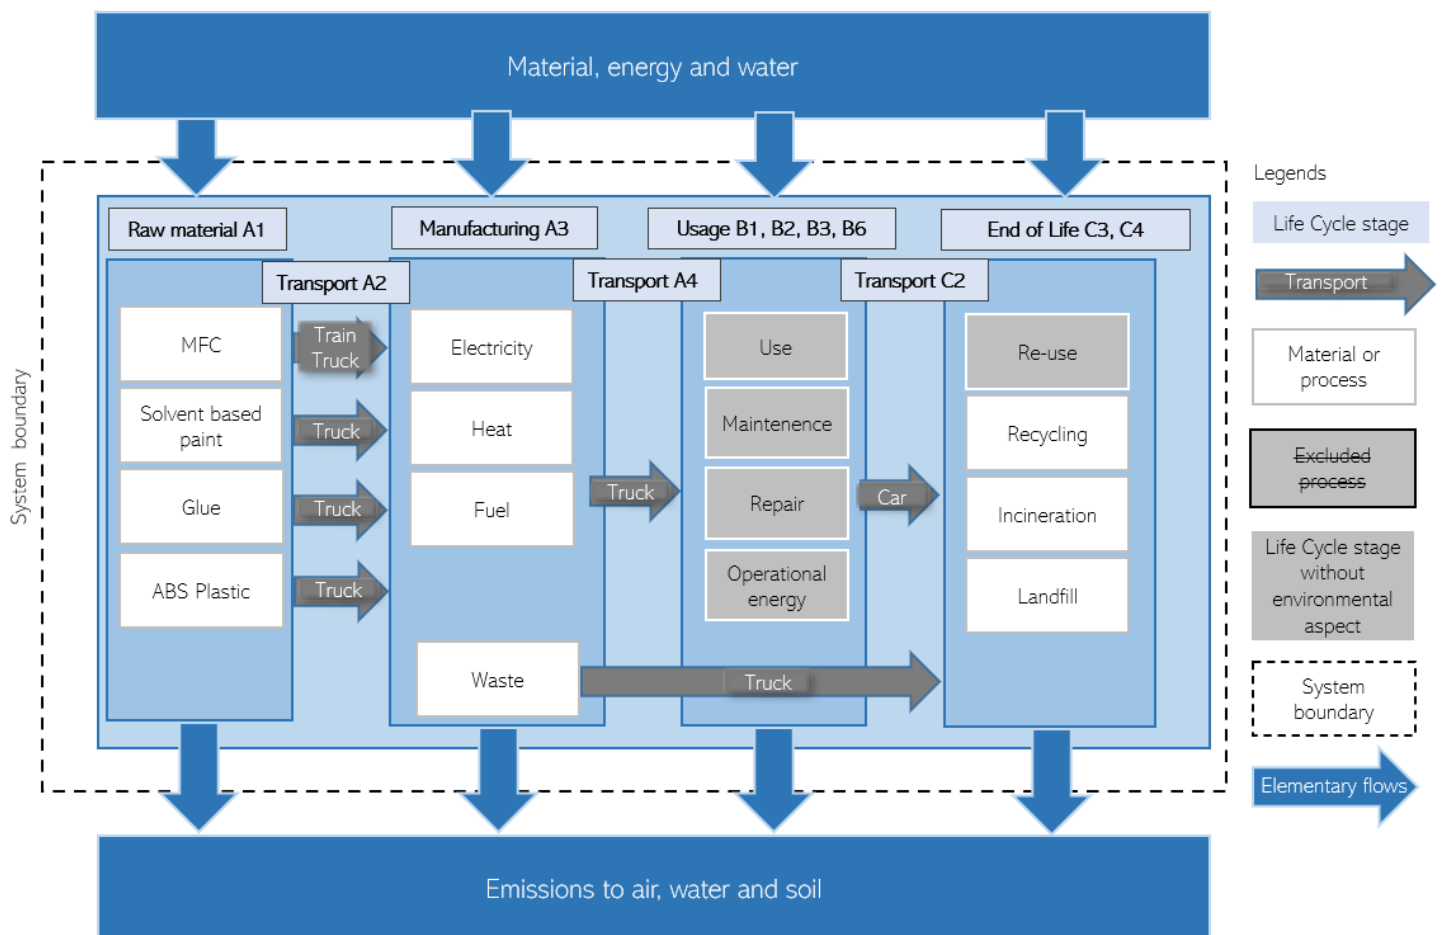 Material, energy and water
System boundary
Raw material A1
Manufacturing A3
Usage B1, B2, B3, B6
End of Life C3, C4
Transport A2
Transport A4
Transport C2
MFC
Solvent based
paint
Glue
ABS Plastic
Train
Truck
Truck
Truck
Truck
Electricity
Heat
Fuel
Waste
Truck
Use
Maintenence
Repair
Operational
energy
Car
Truck
Re-use
Recycling
Incineration
Landfill
Emissions to air, water and soil
Legends
Life Cycle stage
Transport
Material or
process
Excluded
process
Life Cycle stage
without
environmental
aspect
System
boundary
Elementary flows